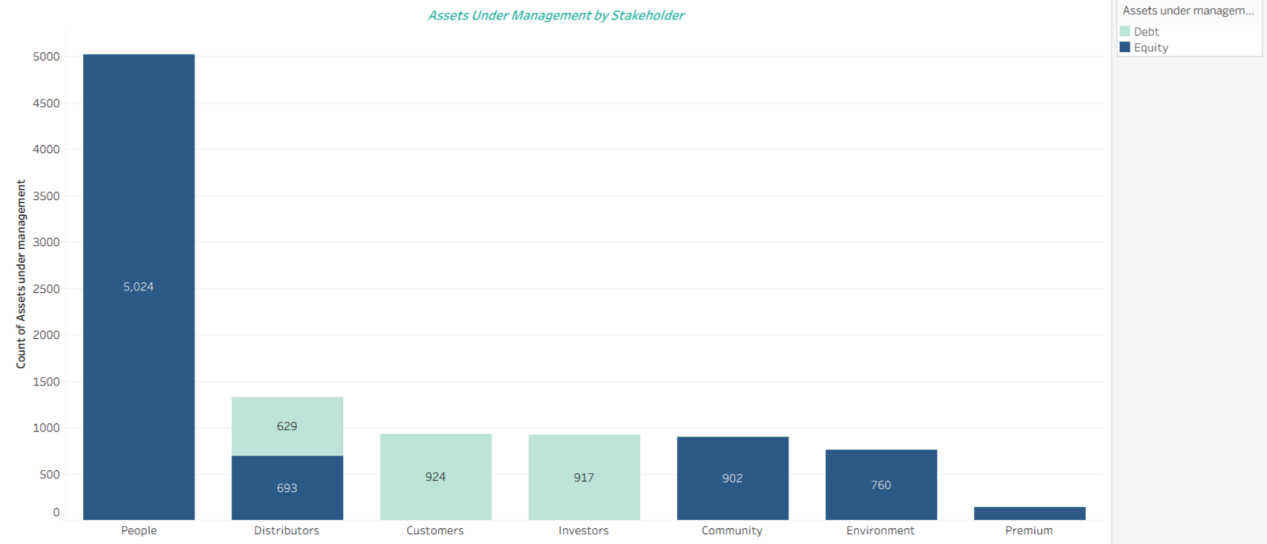 Assets Under Management by Stakeholder
Assets under managem...
Debt
Equity
Count of Assets under management
5000
4500
4000
3500
3000
2500
2000
1500
1000
500
0
5,024
629
693
924
917
902
760
People
Distributors
Customers
Investors
Community
Environment
Premium